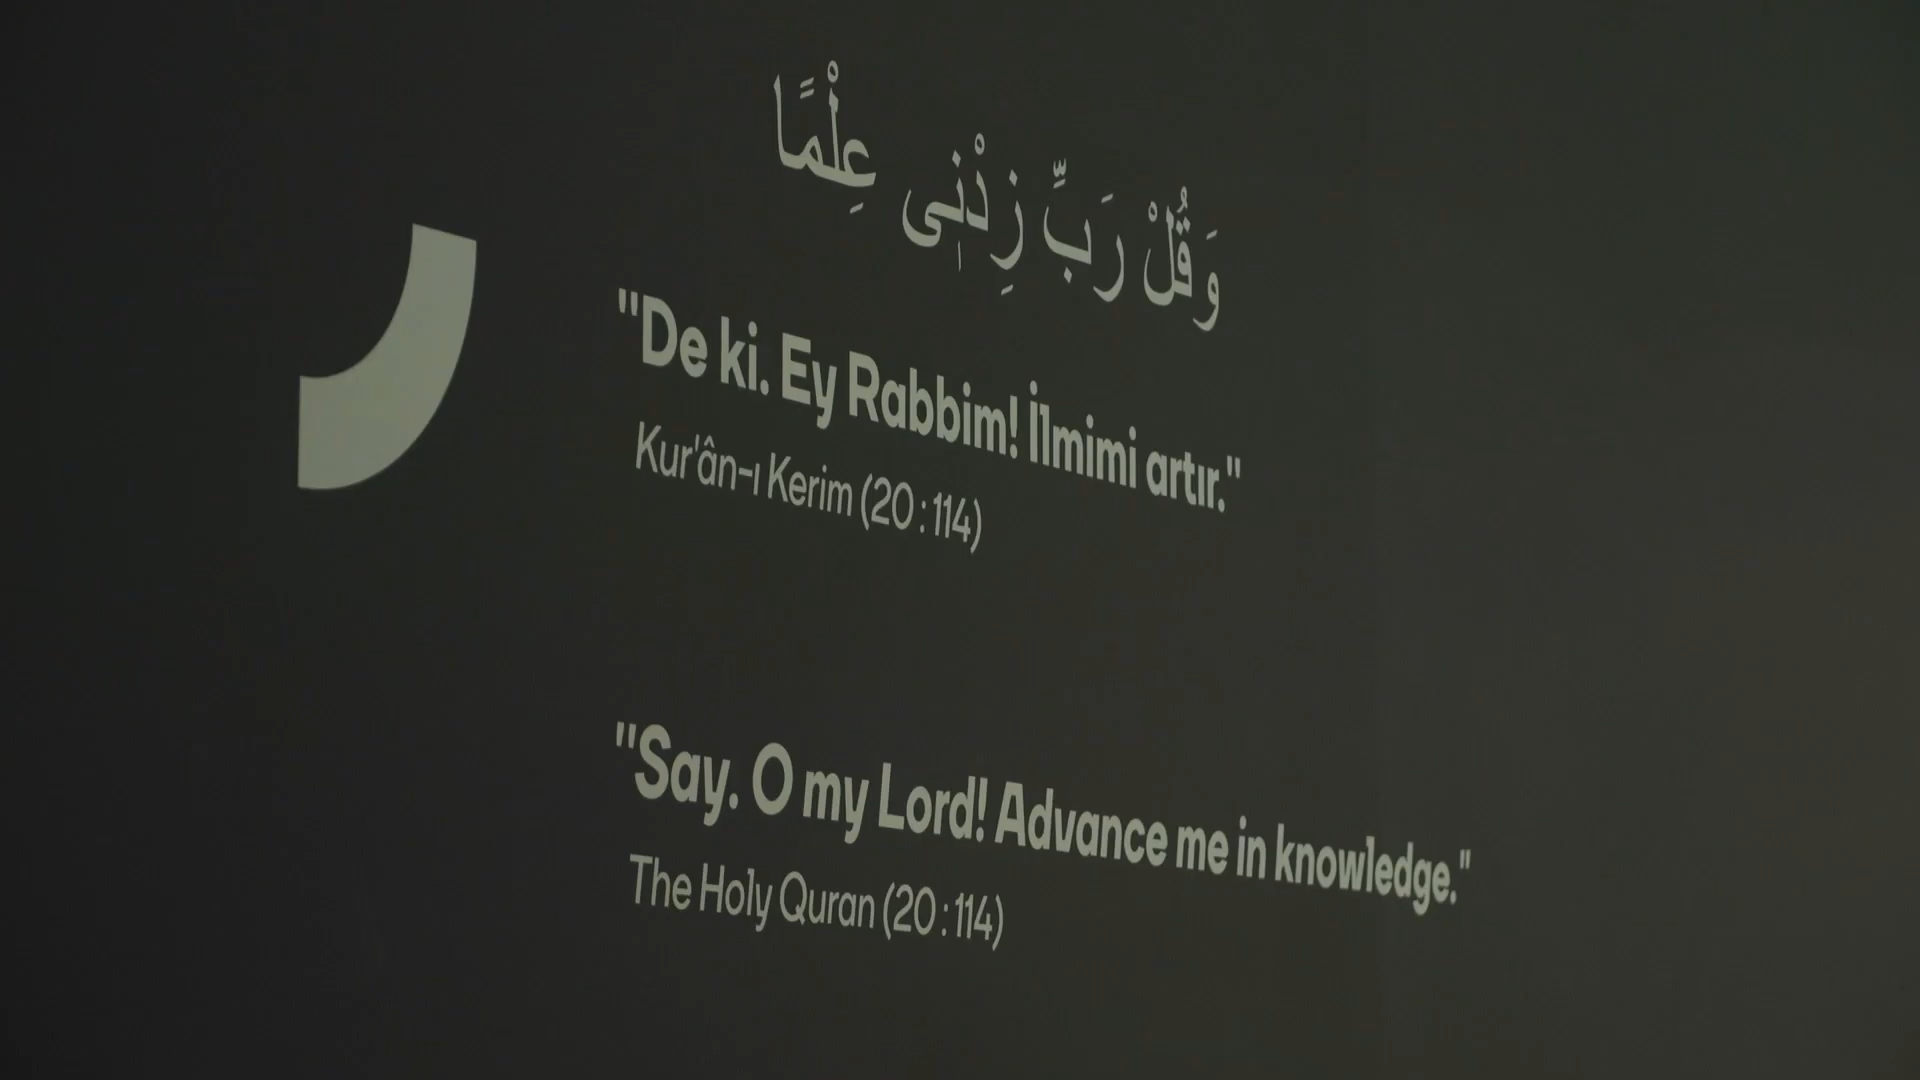 وَقُلْ رَبِّ زِدْنٖى عِلْمًا
"De ki. Ey Rabbim! İlmimi artır."
Kur'ân-ı Kerim (20 : 114)
"Say. O my Lord! Advance me in knowledge."
The Holy Quran (20 : 114)